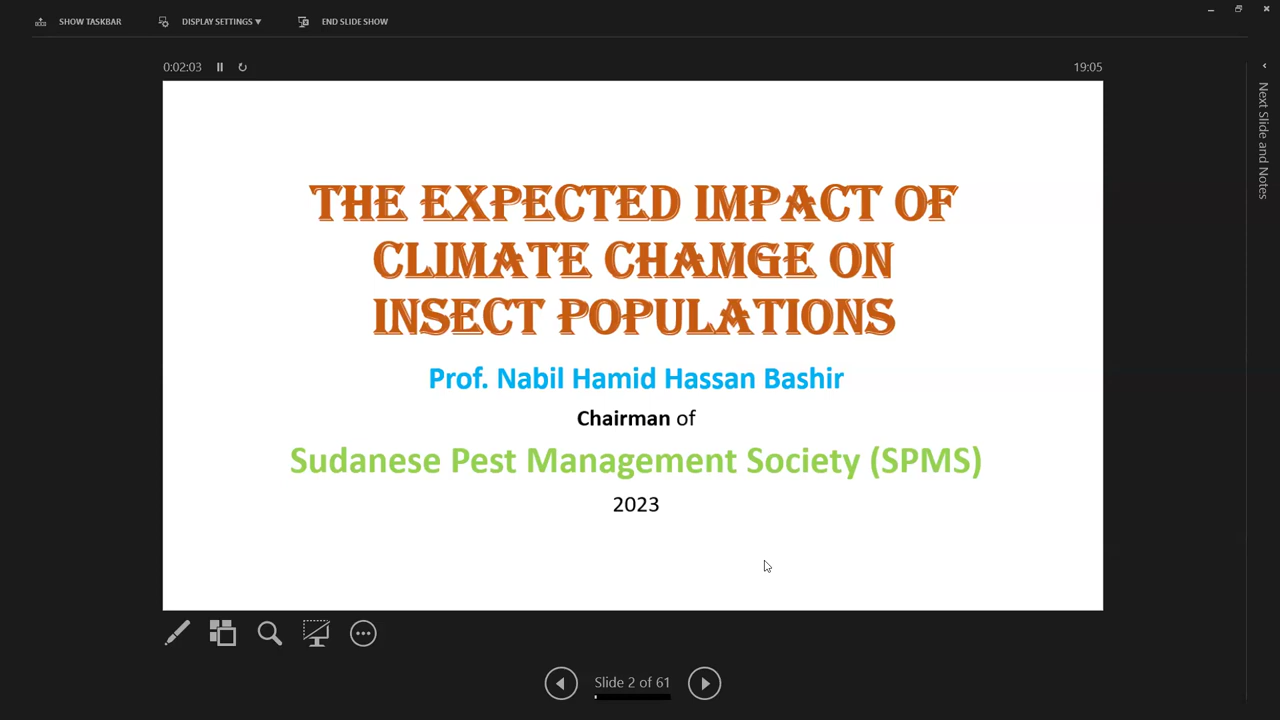 SHOW TASKBAR DISPLAY SETTINGS ▼ END SLIDE SHOW
0:02:03 19:05
THE EXPECTED IMPACT OF
CLIMATE CHAMGE ON
INSECT POPULATIONS
Prof. Nabil Hamid Hassan Bashir
Chairman of
Sudanese Pest Management Society (SPMS)
2023
Slide 2 of 61
Next Slide and Notes